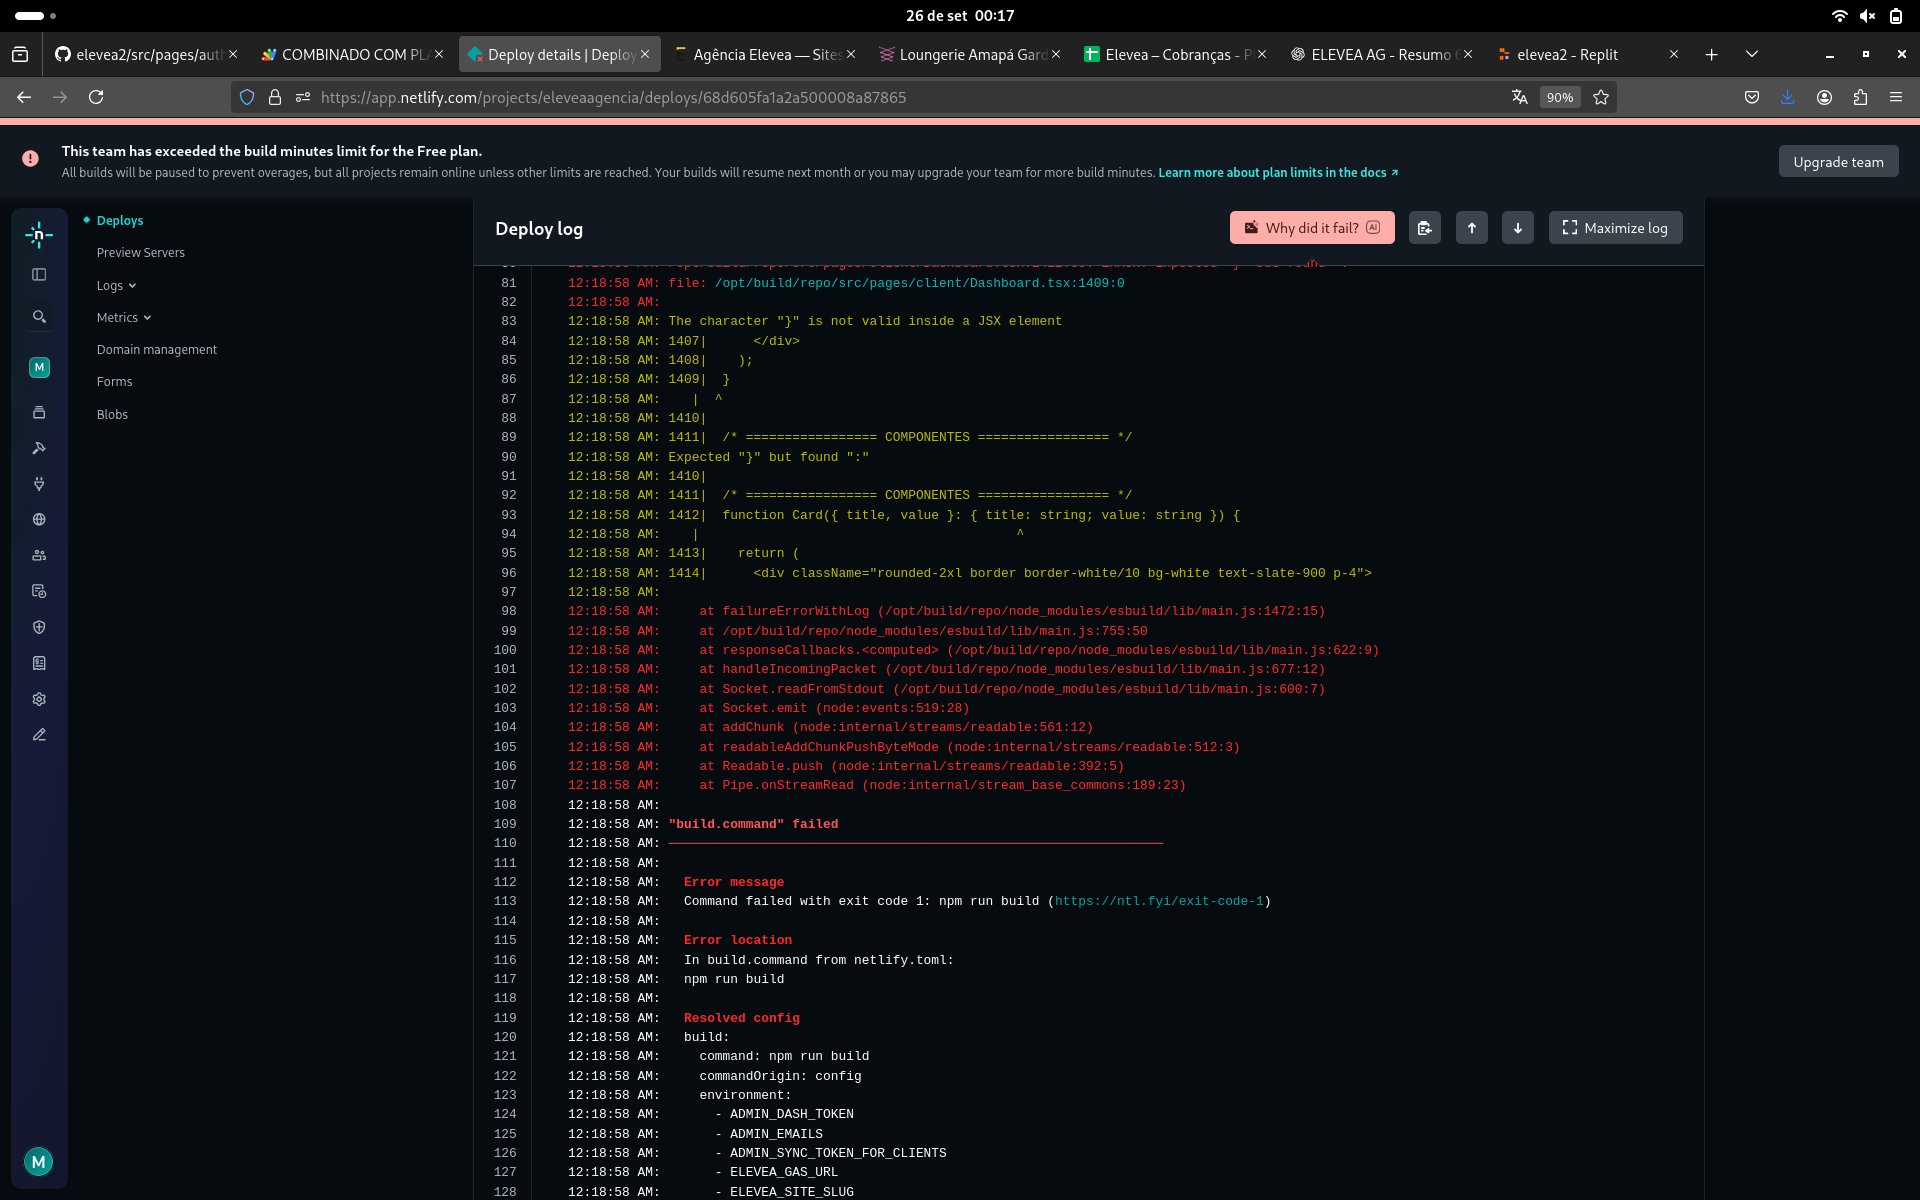 26 de set 00:17
elevea2/src/pages/aut
COMBINADO COM PL
Deploy details | Deplo
Agência Elevea — Sites
Loungerie Amapá Gard
Elevea – Cobranças - P
ELEVEA AG - Resumo
elevea2 - Replit
https://app.netlify.com/projects/eleveaagencia/deploys/68d605fa1a2a500008a87865
90%
This team has exceeded the build minutes limit for the Free plan.
All builds will be paused to prevent overages, but all projects remain online unless other limits are reached. Your builds will resume next month or you may upgrade your team for more build minutes. Learn more about plan limits in the docs
Upgrade team
n
M
M
Deploys
Preview Servers
Logs
Metrics
Domain management
Forms
Blobs
Deploy log
Why did it fail? AI
Maximize log
81 12:18:58 AM: file: /opt/build/repo/src/pages/client/Dashboard.tsx:1409:0
82 12:18:58 AM:
83 12:18:58 AM: The character "}" is not valid inside a JSX element
84 12:18:58 AM: 1407|      </div>
85 12:18:58 AM: 1408|    );
86 12:18:58 AM: 1409|  }
87 12:18:58 AM:    |  ^
88 12:18:58 AM: 1410|
89 12:18:58 AM: 1411|  /* ================= COMPONENTES ================= */
90 12:18:58 AM: Expected "}" but found ":"
91 12:18:58 AM: 1410|
92 12:18:58 AM: 1411|  /* ================= COMPONENTES ================= */
93 12:18:58 AM: 1412|  function Card({ title, value }: { title: string; value: string }) {
94 12:18:58 AM:    |                                         ^
95 12:18:58 AM: 1413|    return (
96 12:18:58 AM: 1414|      <div className="rounded-2xl border border-white/10 bg-white text-slate-900 p-4">
97 12:18:58 AM:
98 12:18:58 AM:     at failureErrorWithLog (/opt/build/repo/node_modules/esbuild/lib/main.js:1472:15)
99 12:18:58 AM:     at /opt/build/repo/node_modules/esbuild/lib/main.js:755:50
100 12:18:58 AM:     at responseCallbacks.<computed> (/opt/build/repo/node_modules/esbuild/lib/main.js:622:9)
101 12:18:58 AM:     at handleIncomingPacket (/opt/build/repo/node_modules/esbuild/lib/main.js:677:12)
102 12:18:58 AM:     at Socket.readFromStdout (/opt/build/repo/node_modules/esbuild/lib/main.js:600:7)
103 12:18:58 AM:     at Socket.emit (node:events:519:28)
104 12:18:58 AM:     at addChunk (node:internal/streams/readable:561:12)
105 12:18:58 AM:     at readableAddChunkPushByteMode (node:internal/streams/readable:512:3)
106 12:18:58 AM:     at Readable.push (node:internal/streams/readable:392:5)
107 12:18:58 AM:     at Pipe.onStreamRead (node:internal/stream_base_commons:189:23)
108 12:18:58 AM:
109 12:18:58 AM: "build.command" failed
110 12:18:58 AM: ────────────────────────────────────────────────────────────────
111 12:18:58 AM:
112 12:18:58 AM:   Error message
113 12:18:58 AM:   Command failed with exit code 1: npm run build (https://ntl.fyi/exit-code-1)
114 12:18:58 AM:
115 12:18:58 AM:   Error location
116 12:18:58 AM:   In build.command from netlify.toml:
117 12:18:58 AM:   npm run build
118 12:18:58 AM:
119 12:18:58 AM:   Resolved config
120 12:18:58 AM:   build:
121 12:18:58 AM:     command: npm run build
122 12:18:58 AM:     commandOrigin: config
123 12:18:58 AM:     environment:
124 12:18:58 AM:       - ADMIN_DASH_TOKEN
125 12:18:58 AM:       - ADMIN_EMAILS
126 12:18:58 AM:       - ADMIN_SYNC_TOKEN_FOR_CLIENTS
127 12:18:58 AM:       - ELEVEA_GAS_URL
128 12:18:58 AM:       - ELEVEA_SITE_SLUG